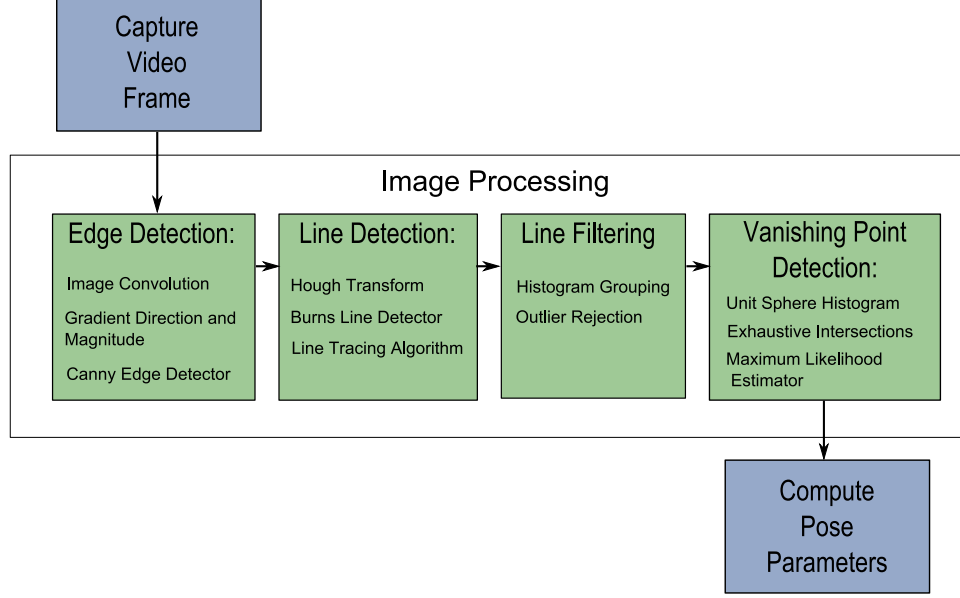 Capture
Video
Frame
Image Processing
Edge Detection:
Image Convolution
Gradient Direction and
Magnitude
Canny Edge Detector
Line Detection:
Hough Transform
Burns Line Detector
Line Tracing Algorithm
Line Filtering
Histogram Grouping
Outlier Rejection
Vanishing Point
Detection:
Unit Sphere Histogram
Exhaustive Intersections
Maximum Likelihood
Estimator
Compute
Pose
Parameters